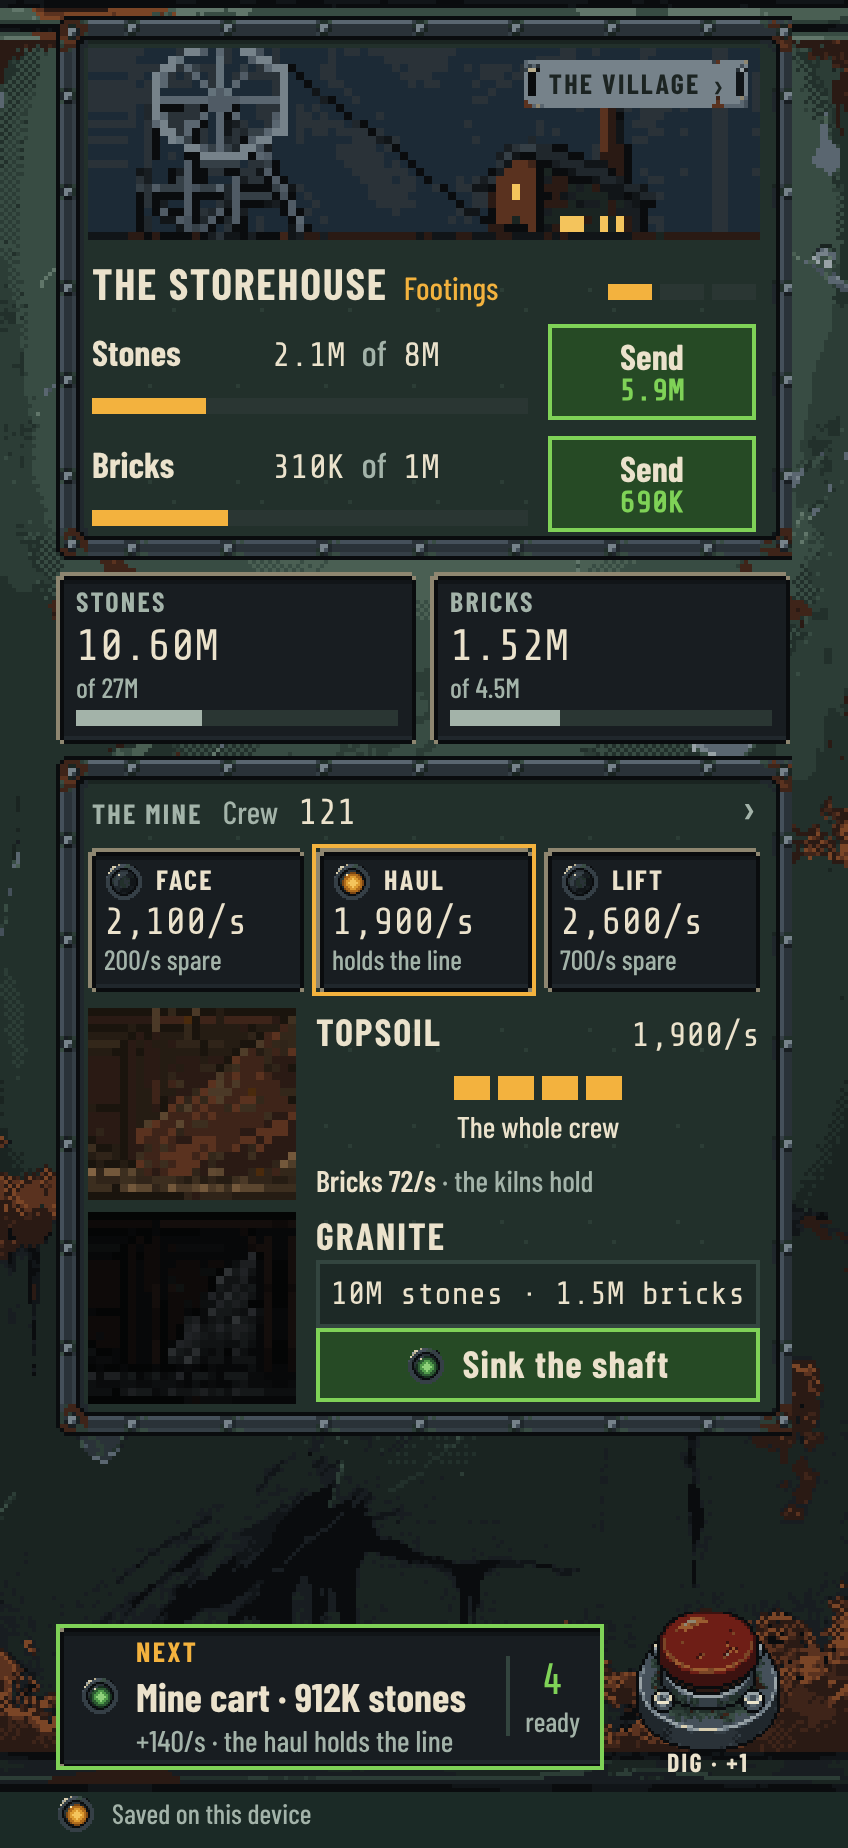 THE VILLAGE ›
THE STOREHOUSE Footings
Stones 2.1M of 8M
Send
5.9M
Bricks 310K of 1M
Send
690K
STONES
10.60M
of 27M
BRICKS
1.52M
of 4.5M
THE MINE Crew 121 ›
FACE
2,100/s
200/s spare
HAUL
1,900/s
holds the line
LIFT
2,600/s
700/s spare
TOPSOIL 1,900/s
The whole crew
Bricks 72/s · the kilns hold
GRANITE
10M stones · 1.5M bricks
Sink the shaft
NEXT
Mine cart · 912K stones
+140/s · the haul holds the line
4
ready
DIG · +1
Saved on this device